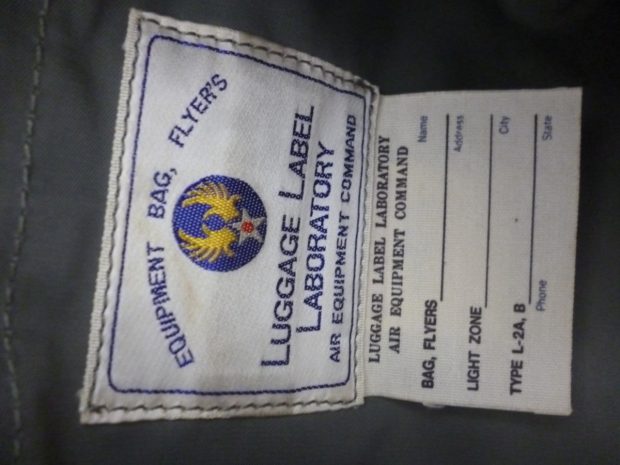 EQUIPMENT BAG, FLYER'S
LUGGAGE LABEL
LABORATORY
AIR EQUIPMENT COMMAND
LUGGAGE LABEL LABORATORY
AIR EQUIPMENT COMMAND
Name
BAG, FLYERS
Address
LIGHT ZONE
City
TYPE L-2A, B
Phone State